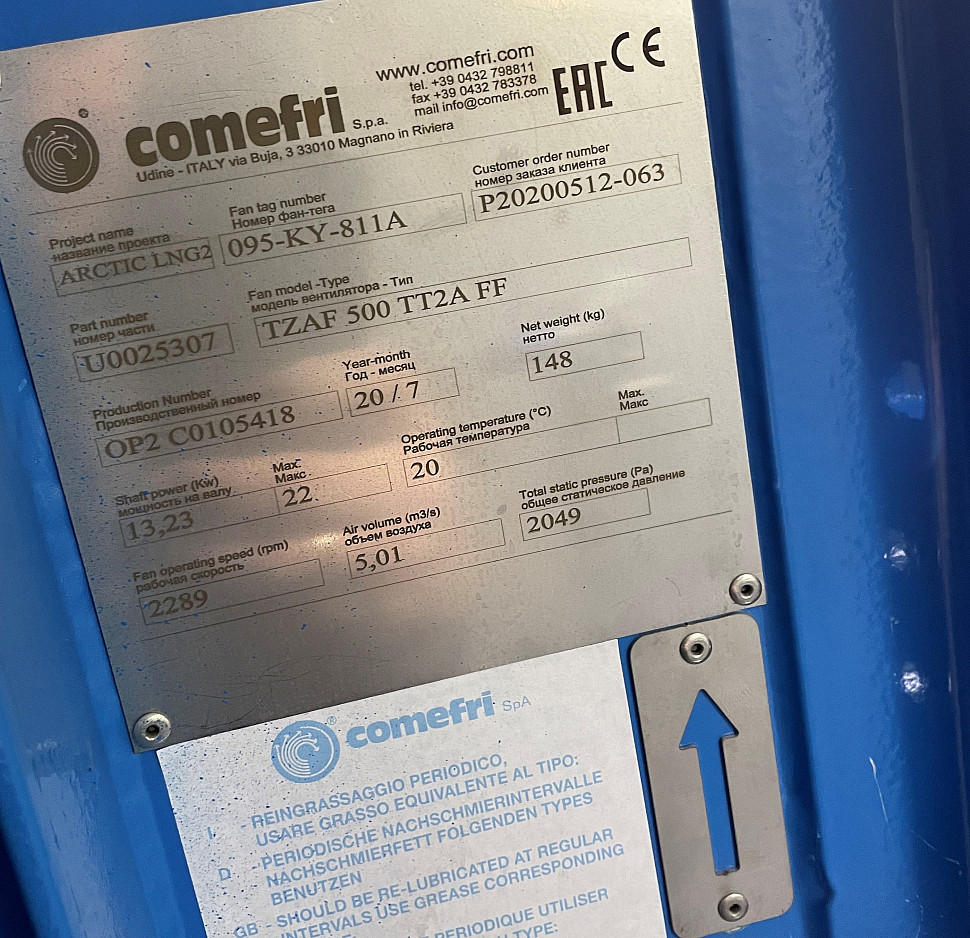 comefri S.p.a.
www.comefri.com
tel. +39 0432 798811
fax +39 0432 783378
mail info@comefri.com
EAC CE
Udine - ITALY via Buja, 3 33010 Magnano in Riviera
Project name
название проекта
ARCTIC LNG2
Fan tag number
Номер фан-тега
095-KY-811A
Customer order number
номер заказа клиента
P20200512-063
Part number
номер части
U0025307
Fan model -Type
модель вентилятора - Тип
TZAF 500 TT2A FF
Production Number
Производственный номер
OP2 C0105418
Year-month
Год - месяц
20 / 7
Net weight (kg)
нетто
148
Shaft power (Kw)
мощность на валу
13,23
Max.
Макс
22
Operating temperature (°C)
Рабочая температура
20
Max.
Макс
Fan operating speed (rpm)
рабочая скорость
2289
Air volume (m3/s)
объем воздуха
5,01
Total static pressure (Pa)
общее статическое давление
2049
comefri SpA
I - REINGRASSAGGIO PERIODICO,
USARE GRASSO EQUIVALENTE AL TIPO:
D - PERIODISCHE NACHSCHMIERINTERVALLE
NACHSCHMIERFETT FOLGENDEN TYPES
BENUTZEN
GB - SHOULD BE RE-LUBRICATED AT REGULAR
INTERVALS USE GREASE CORRESPONDING
PERIODIQUE UTILISER
TYPE: